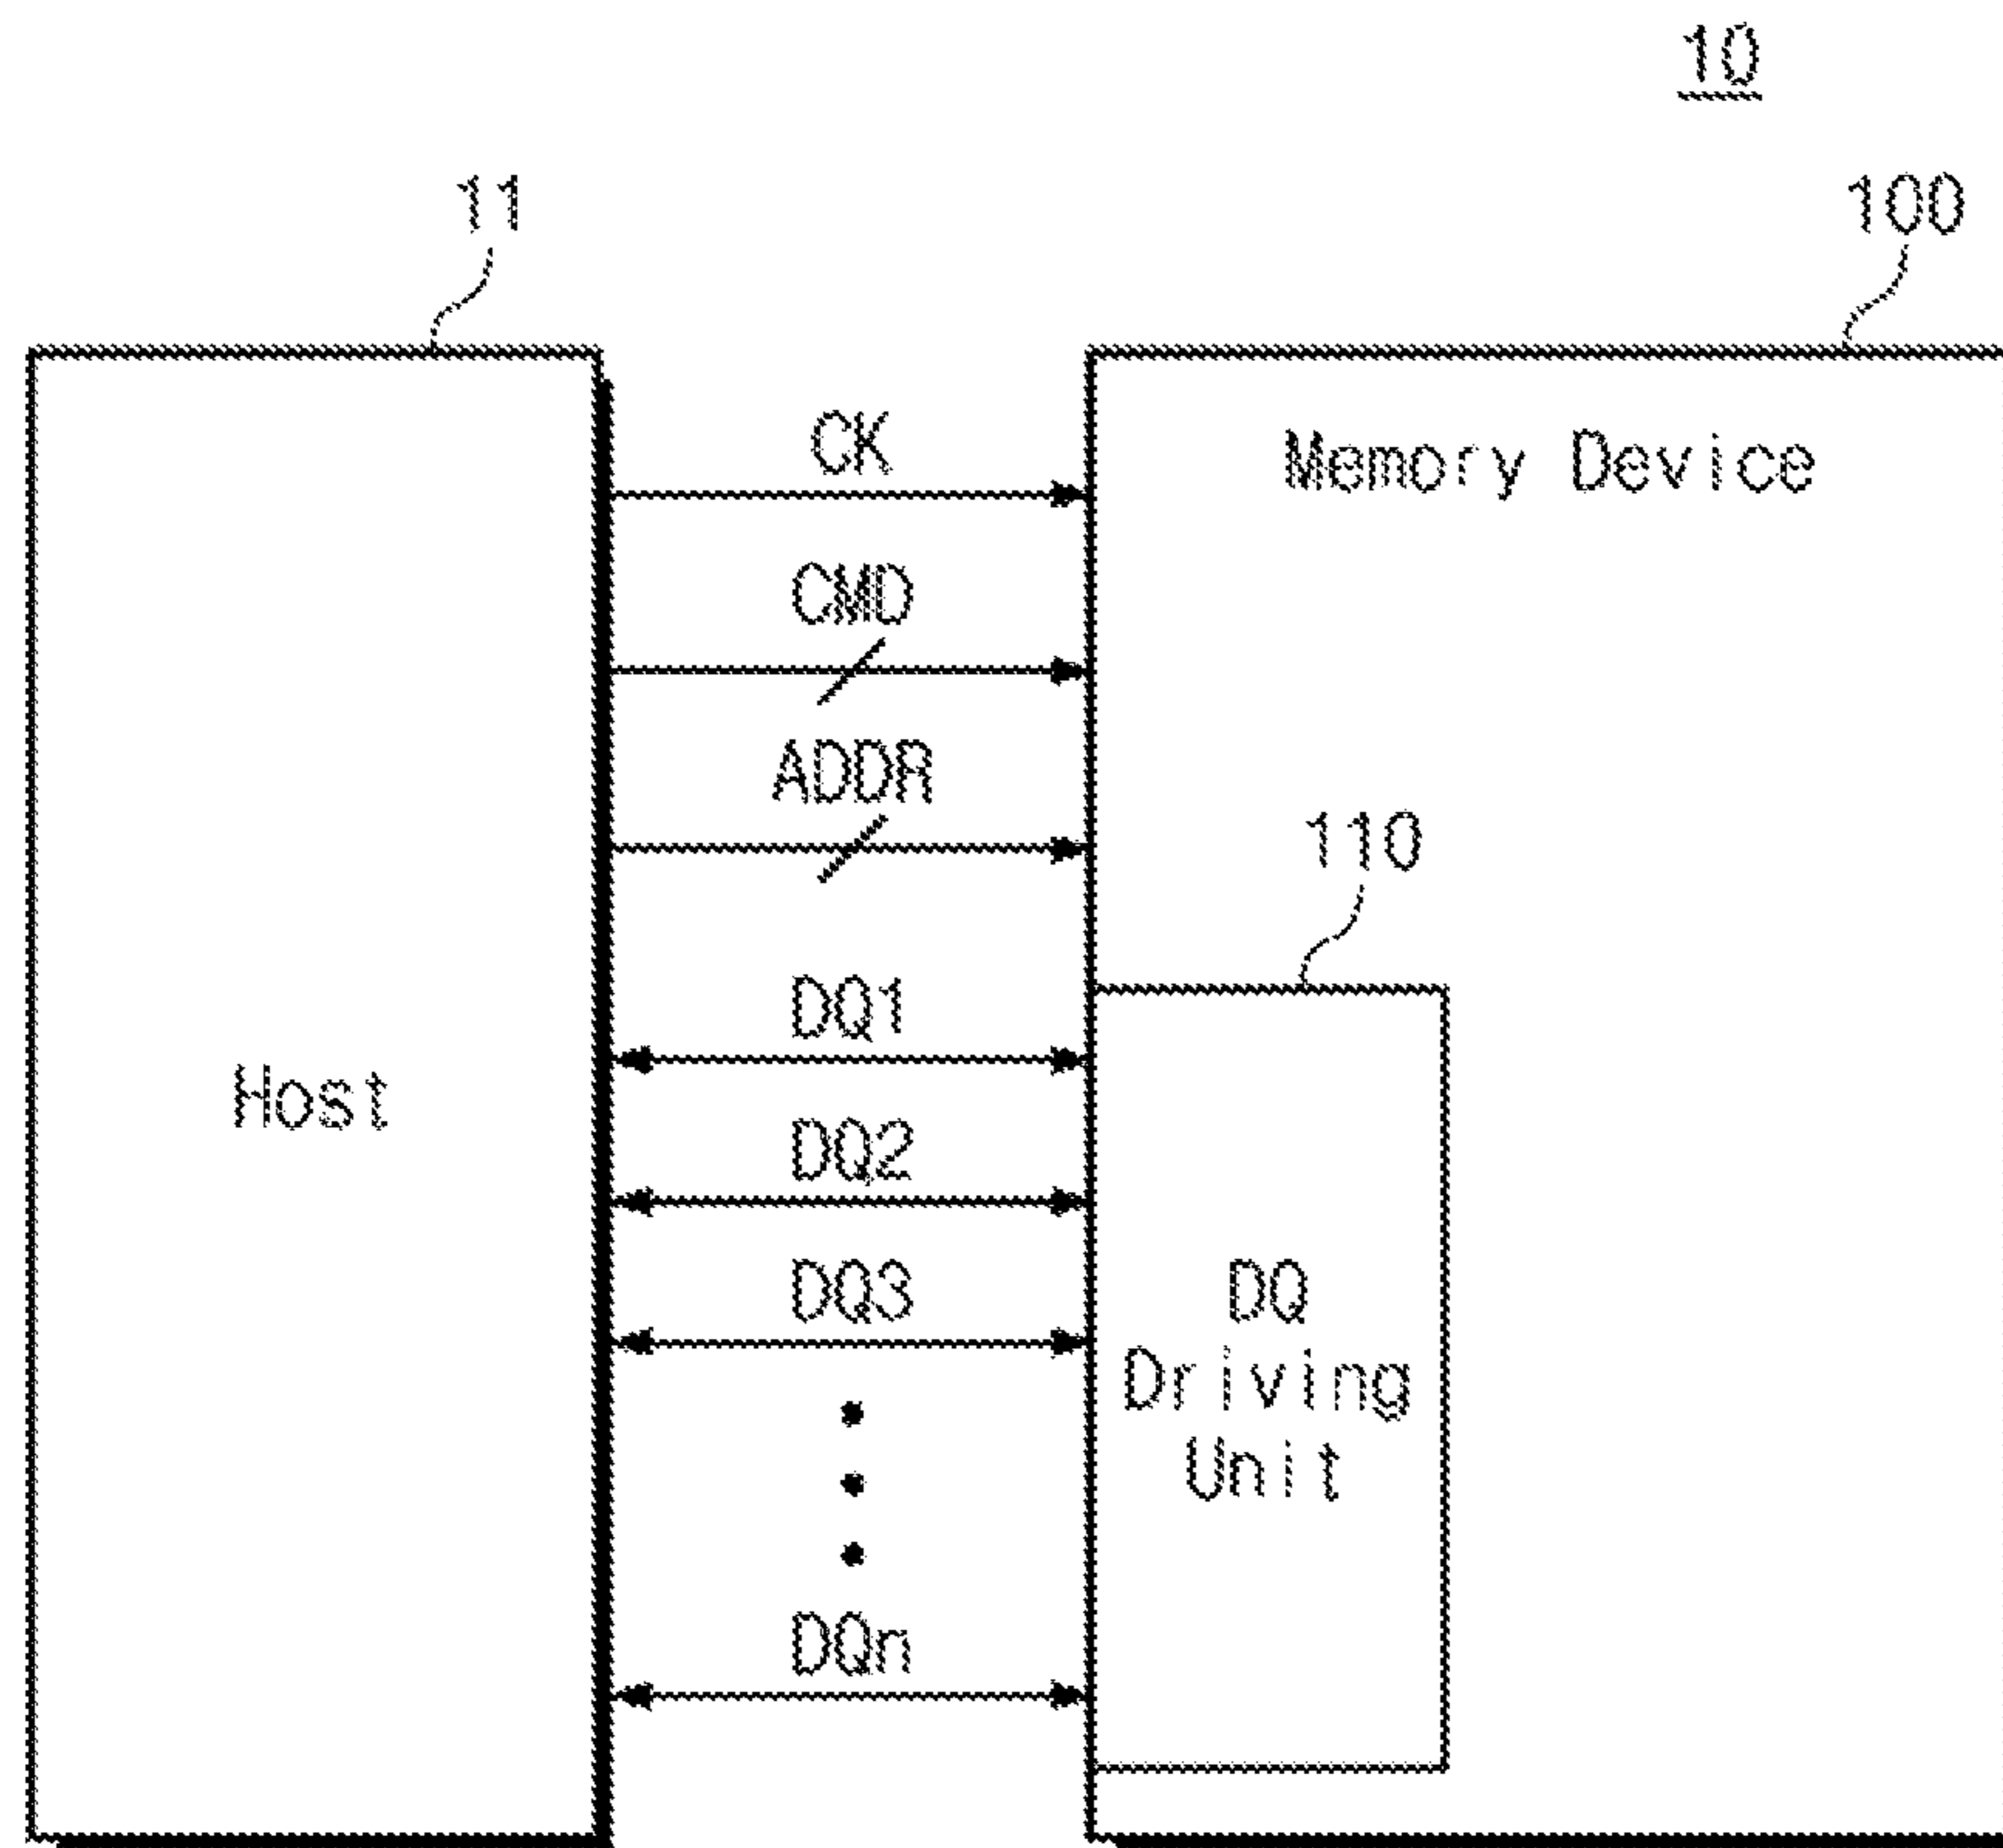 10
11
100
CK
Memory Device
CMD
ADDR
110
DQ1
Host
DQ2
DQ3
DQ
Driving
Unit
DQn